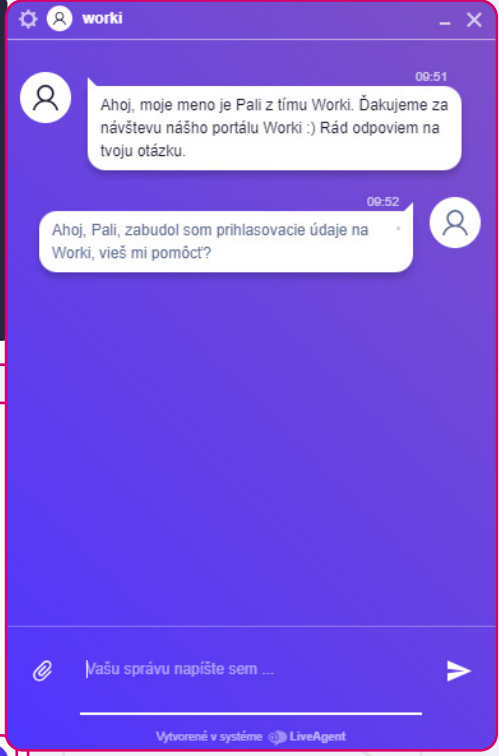 worki
09:51
Ahoj, moje meno je Pali z tímu Worki. Ďakujeme za
návštevu nášho portálu Worki :) Rád odpoviem na
tvoju otázku.
09:52
Ahoj, Pali, zabudol som prihlasovacie údaje na
Worki, vieš mi pomôcť?
Vašu správu napíšte sem ...
Vytvorené v systéme LiveAgent